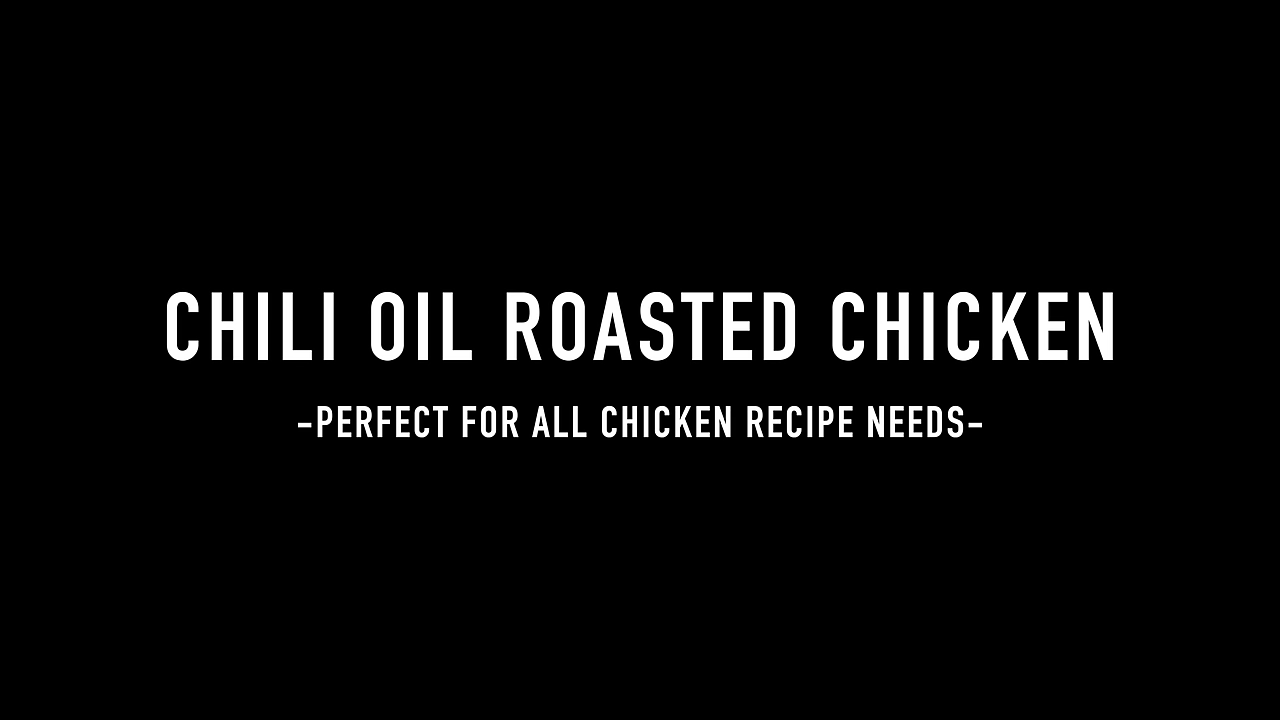 CHILI OIL ROASTED CHICKEN
-PERFECT FOR ALL CHICKEN RECIPE NEEDS-